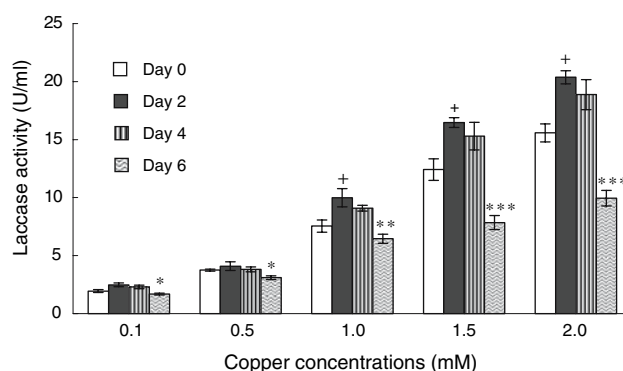 Laccase activity (U/ml)
25
20
15
10
5
0
Day 0
Day 2
Day 4
Day 6
*
*
+
**
+
***
+
***
0.1 0.5 1.0 1.5 2.0
Copper concentrations (mM)